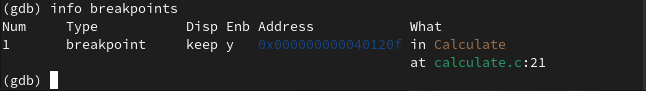 (gdb) info breakpoints
Num     Type           Disp Enb Address            What
1       breakpoint     keep y   0x000000000040120f in Calculate
                                                   at calculate.c:21
(gdb)